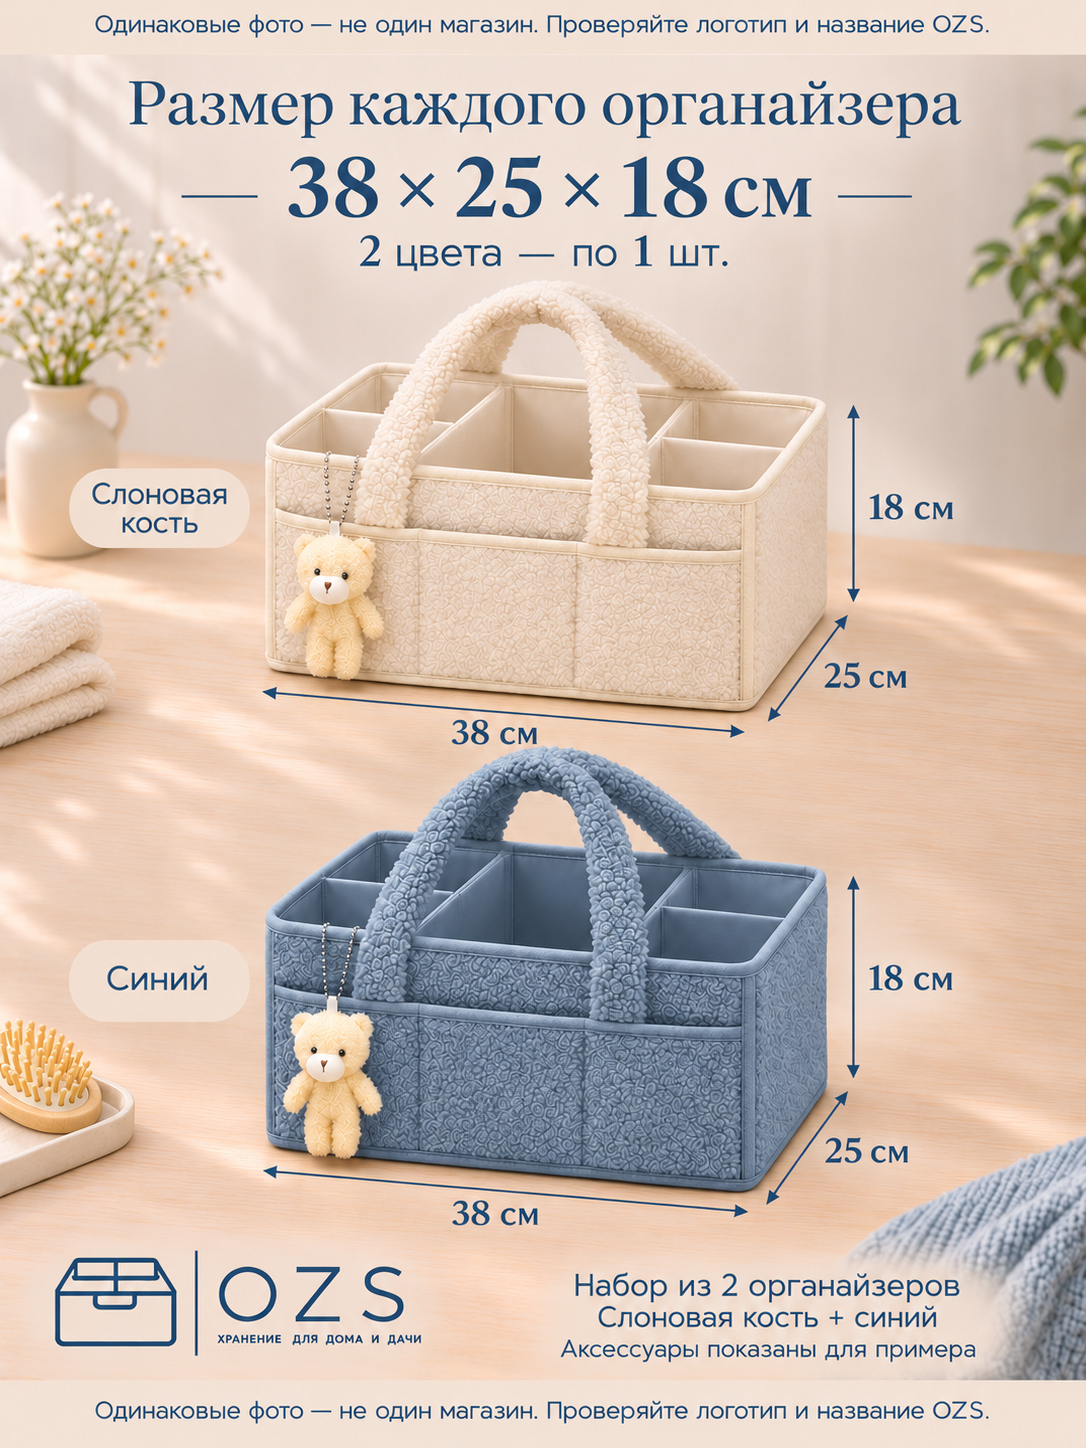 Одинаковые фото — не один магазин. Проверяйте логотип и название OZS.
Размер каждого органайзера
38 × 25 × 18 см
2 цвета — по 1 шт.
Слоновая
кость
18 см
25 см
38 см
Синий
18 см
25 см
38 см
OZS
ХРАНЕНИЕ ДЛЯ ДОМА И ДАЧИ
Набор из 2 органайзеров
Слоновая кость + синий
Аксессуары показаны для примера
Одинаковые фото — не один магазин. Проверяйте логотип и название OZS.